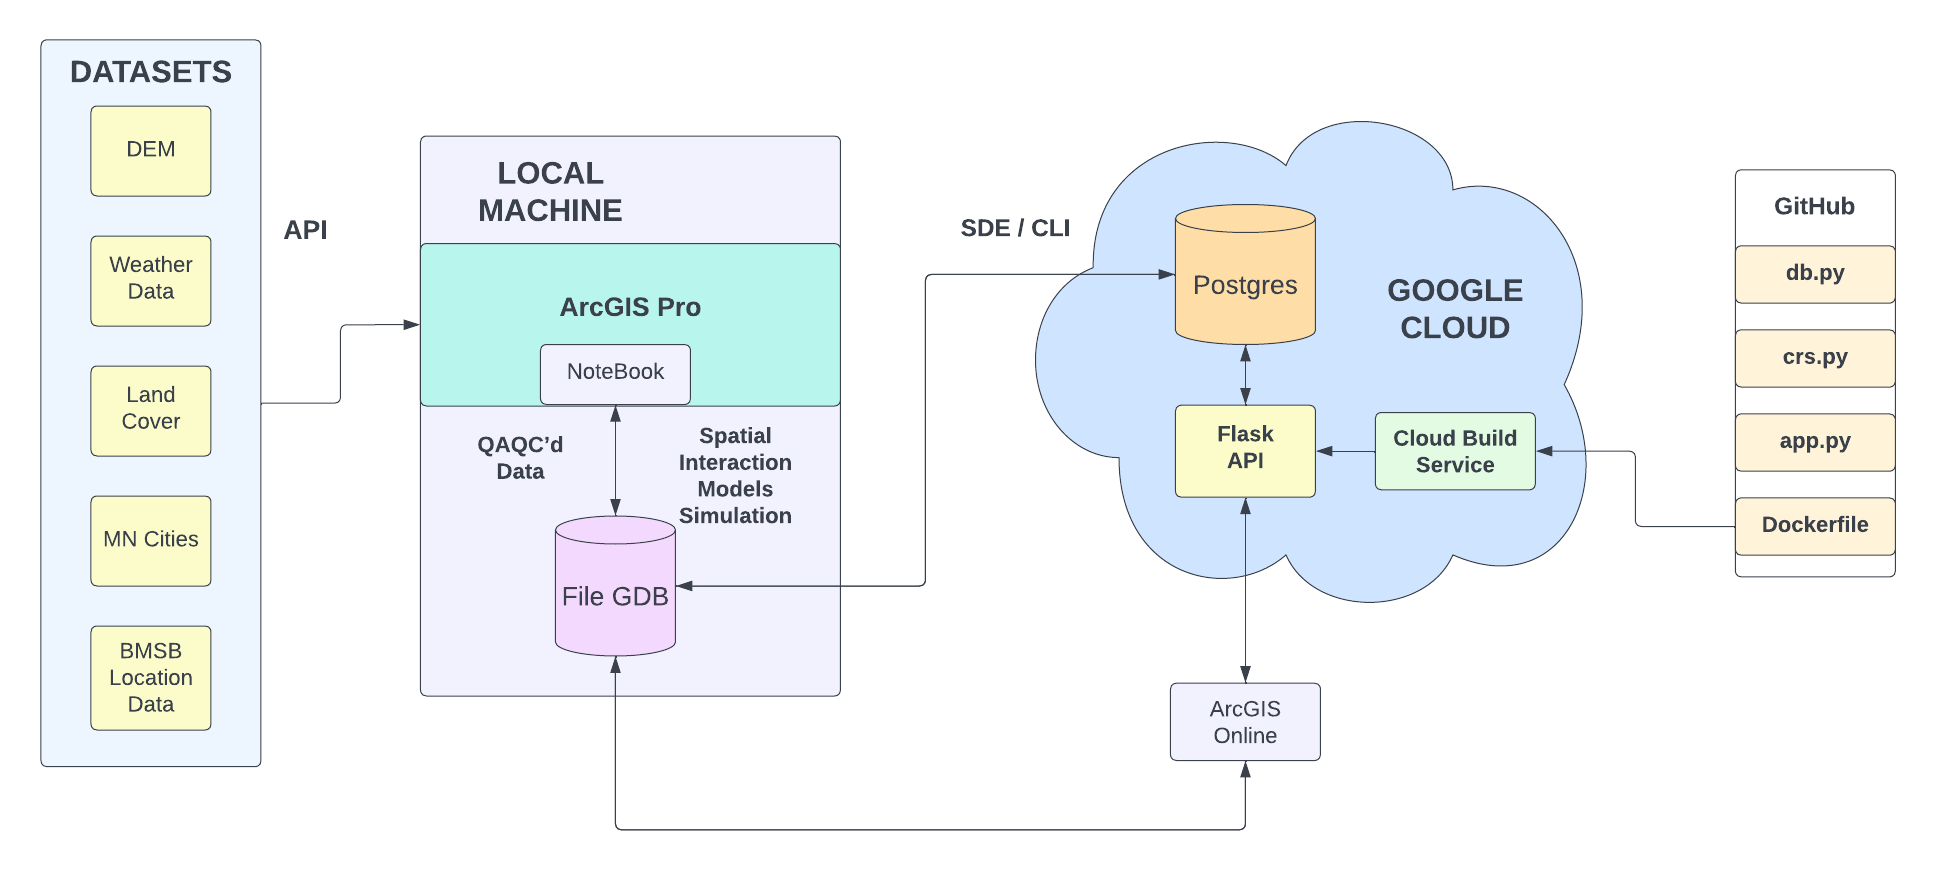 DATASETS
DEM
Weather
Data
Land
Cover
MN Cities
BMSB
Location
Data
API
LOCAL
MACHINE
ArcGIS Pro
NoteBook
QAQC’d
Data
Spatial
Interaction
Models
Simulation
File GDB
SDE / CLI
Postgres
GOOGLE
CLOUD
Flask
API
Cloud Build
Service
ArcGIS
Online
GitHub
db.py
crs.py
app.py
Dockerfile